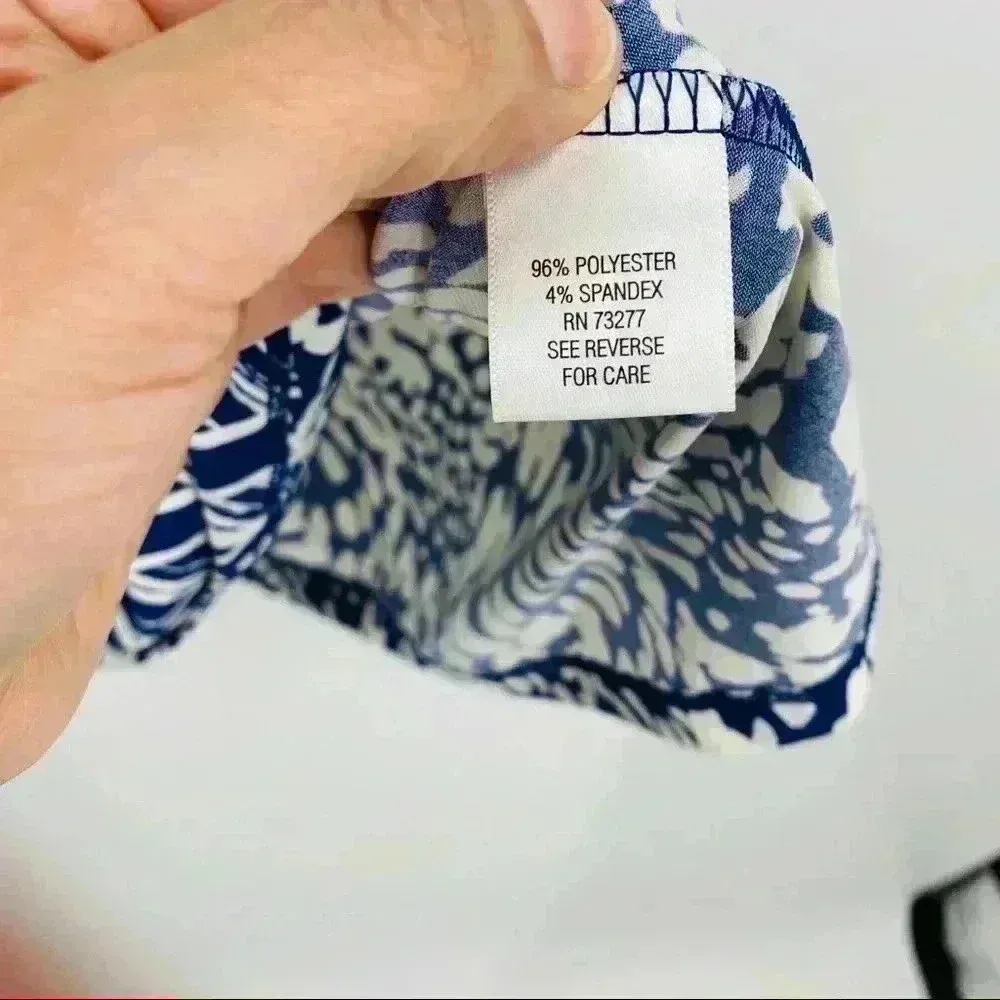 96% POLYESTER
4% SPANDEX
RN 73277
SEE REVERSE
FOR CARE